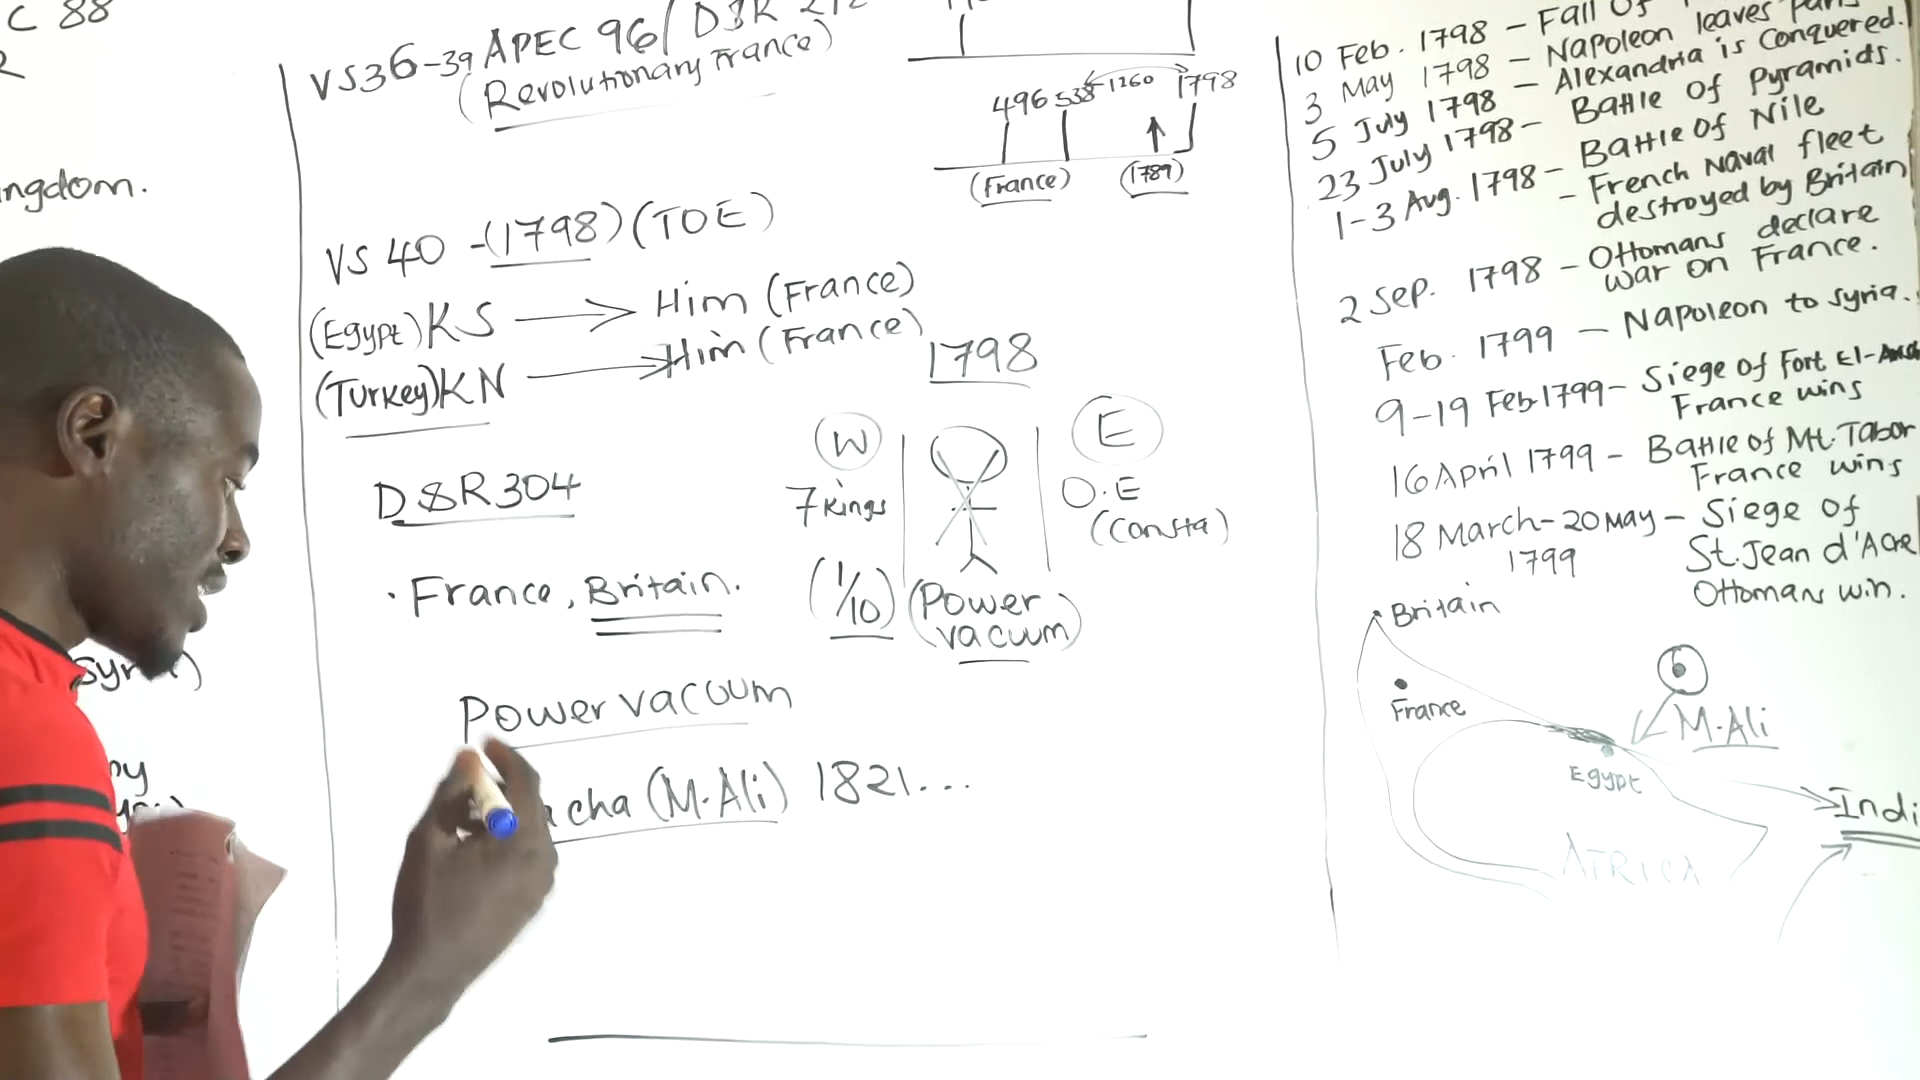 C 88
ngdom.
Syr
VS36-39 APEC 96/ D&R 212
(Revolutionary France)
496 538 1260 1798
(France) (1789)
VS 40 -(1798)(TOE)
(Egypt)KS Him (France)
(Turkey)KN Him (France)
D&R304
· France, Britain.
1798
W E
7 Kings O.E
(Consta)
(1/10) (Power vacuum)
Power vacuum
acha (M.Ali) 1821...
10 Feb. 1798 - Fall of
3 May 1798 - Napoleon leaves Paris
5 July 1798 - Alexandria is Conquered.
23 July 1798 - Battle of Pyramids.
1-3 Aug. 1798 - Battle of Nile
- French Naval fleet
destroyed by Britain
2 Sep. 1798 - Ottomans declare
war on France.
Feb. 1799 - Napoleon to Syria.
9-19 Feb 1799- Siege of Fort El-
France wins
16 April 1799 - Battle of Mt. Tabor
France wins
18 March-20 May - Siege of
1799 St. Jean d'Acre
Ottomans win.
Britain
France
6
M.Ali
Egypt
Indi
AFRICA